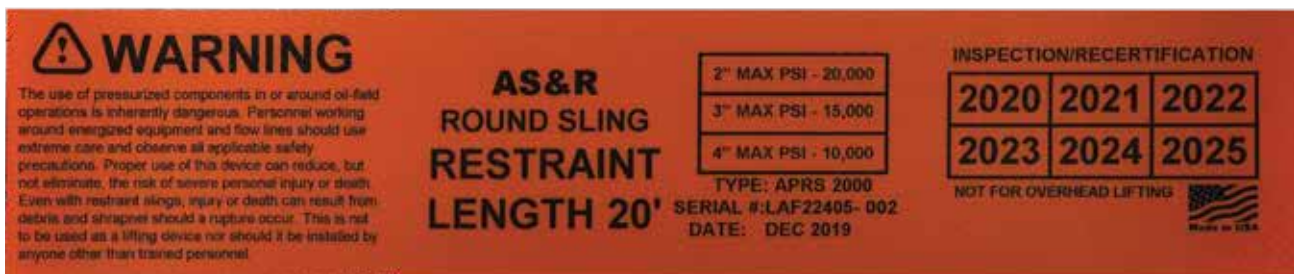 WARNING
The use of pressurized components in or around oil-field
operations is inherently dangerous. Personnel working
around energized equipment and flow lines should use
extreme care and observe all applicable safety
precautions. Proper use of this device can reduce, but
not eliminate, the risk of severe personal injury or death.
Even with restraint slings, injury or death can result from
debris and shrapnel should a rupture occur. This is not
to be used as a lifting device nor should it be installed by
anyone other than trained personnel
AS&R
ROUND SLING
RESTRAINT
LENGTH 20'
2" MAX PSI - 20,000
3" MAX PSI - 15,000
4" MAX PSI - 10,000
TYPE: APRS 2000
SERIAL #:LAF22405- 002
DATE: DEC 2019
INSPECTION/RECERTIFICATION
2020 2021 2022
2023 2024 2025
NOT FOR OVERHEAD LIFTING
Made in USA